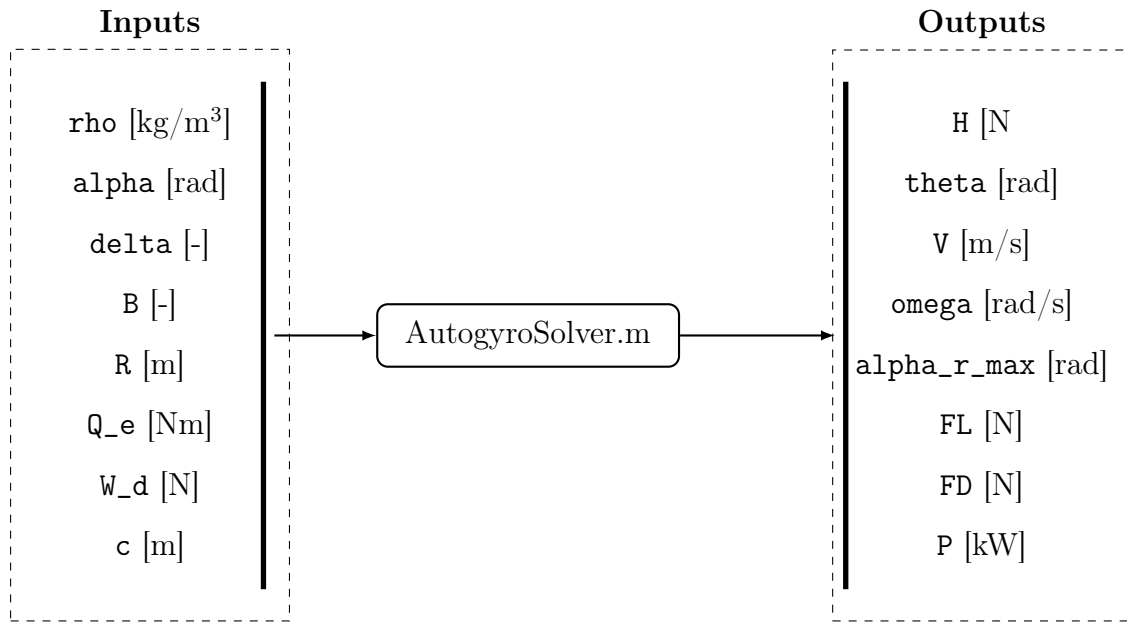 Inputs
rho [kg/m³]
alpha [rad]
delta [-]
B [-]
R [m]
Q_e [Nm]
W_d [N]
c [m]
AutogyroSolver.m
Outputs
H [N
theta [rad]
V [m/s]
omega [rad/s]
alpha_r_max [rad]
FL [N]
FD [N]
P [kW]